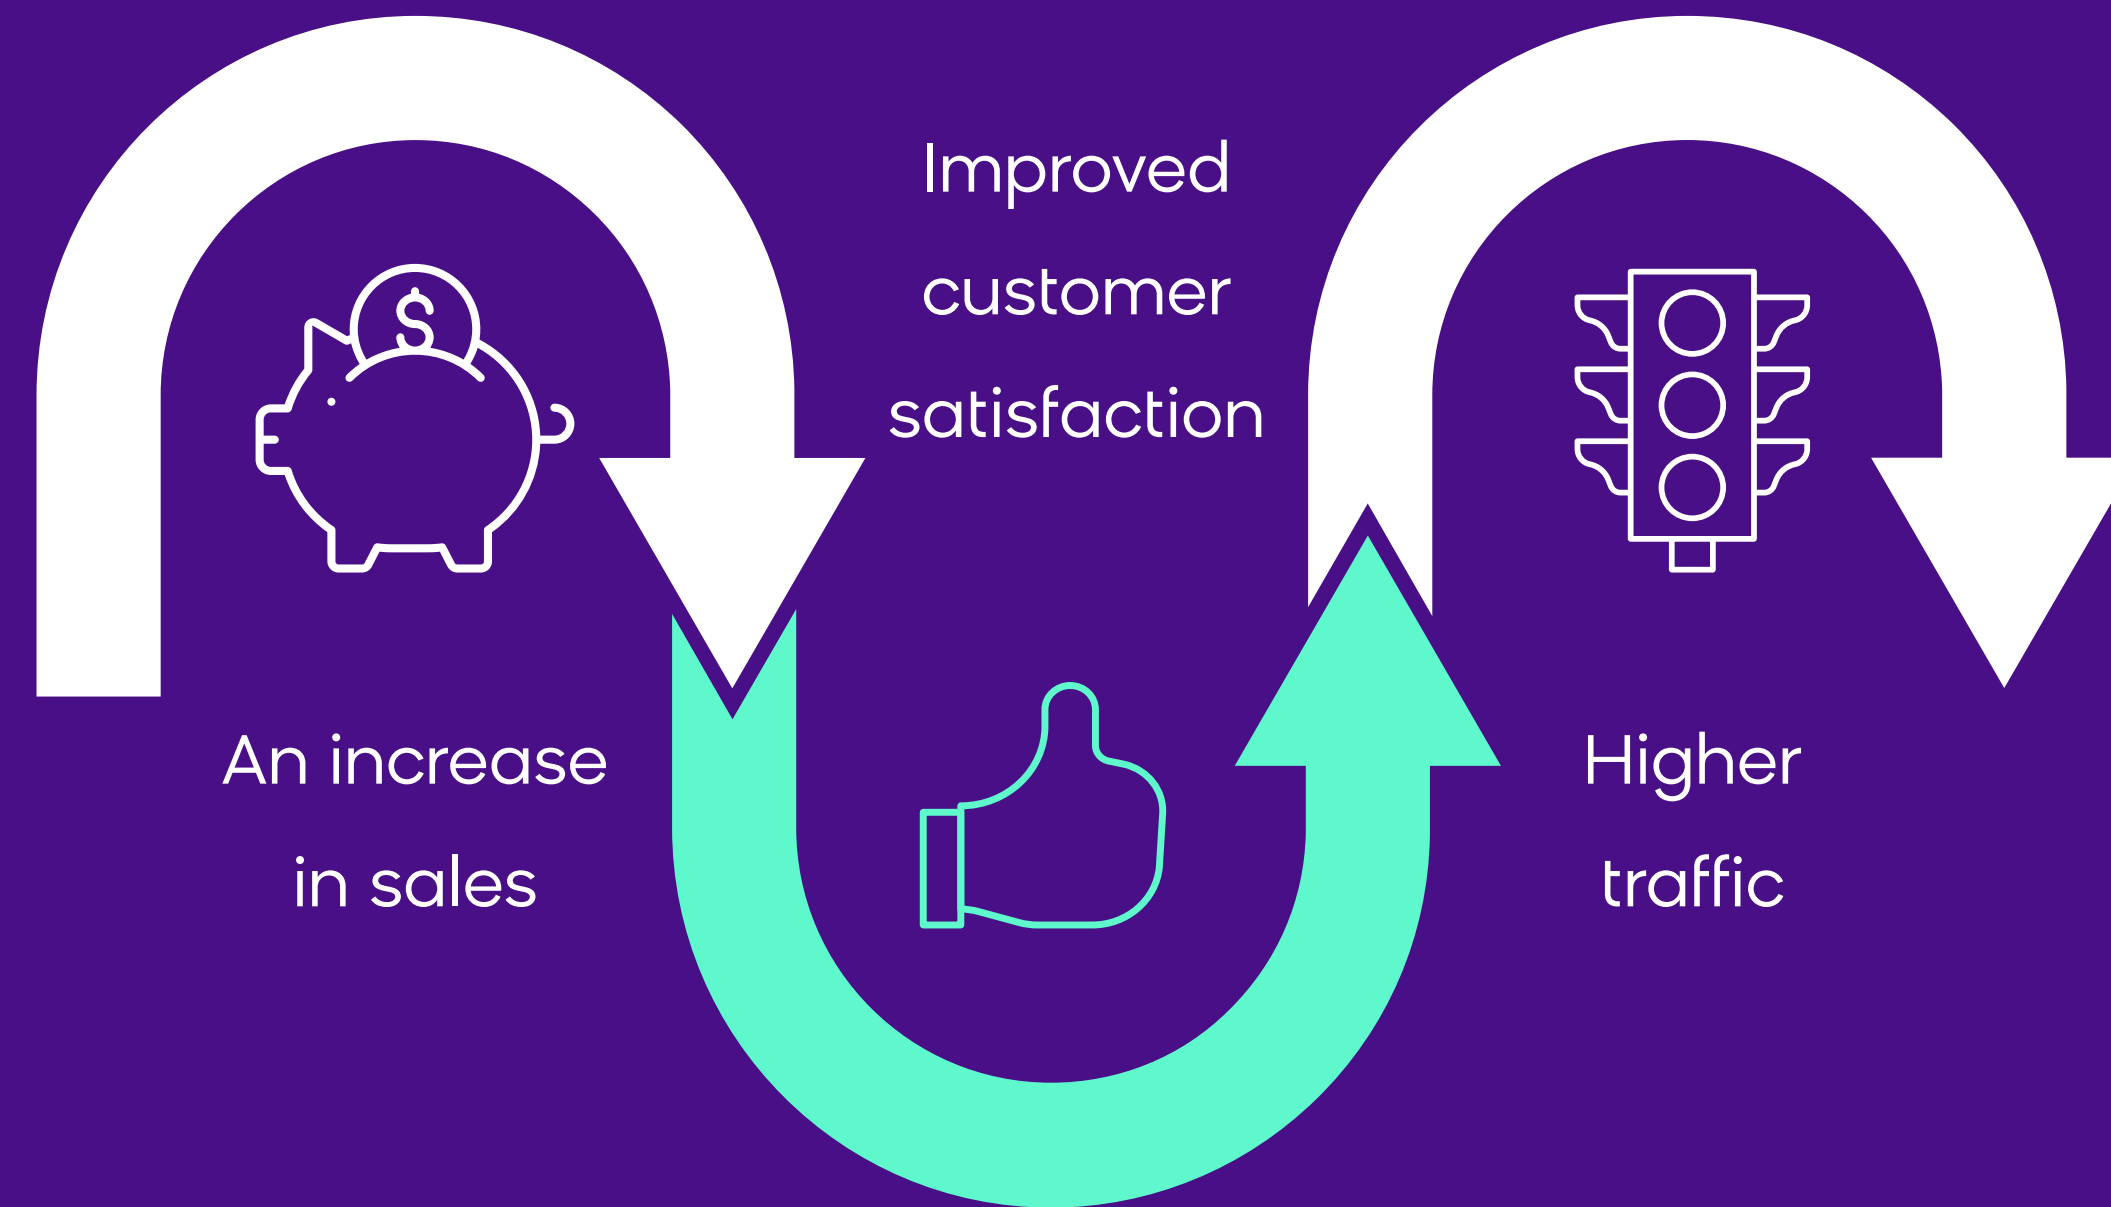 An increase
in sales
Improved
customer
satisfaction
Higher
traffic